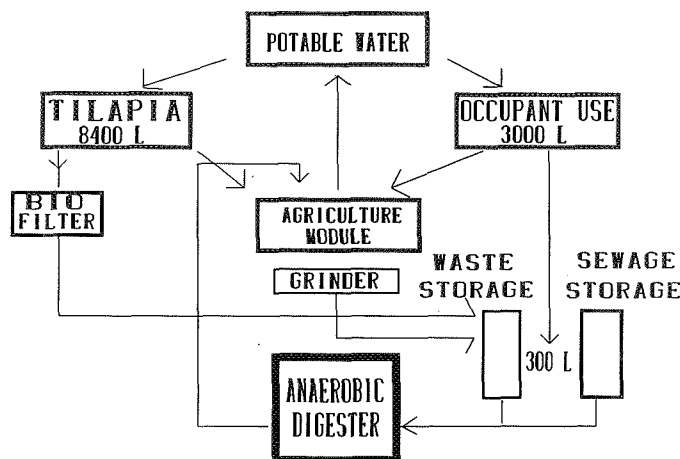 POTABLE WATER
TILAPIA
8400 L
OCCUPANT USE
3000 L
BIO
FILTER
AGRICULTURE
MODULE
GRINDER
WASTE
STORAGE
SEWAGE
STORAGE
300 L
ANAEROBIC
DIGESTER